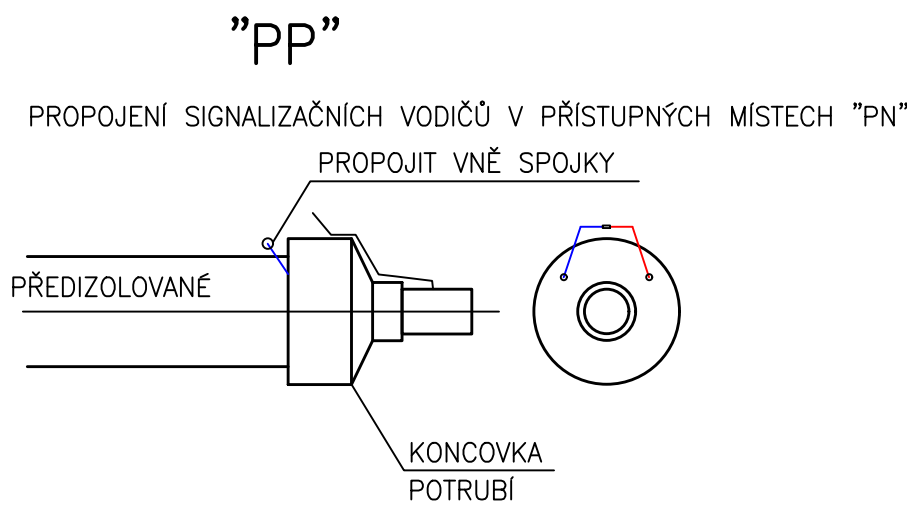 "PP"
PROPOJENÍ SIGNALIZAČNÍCH VODIČŮ V PŘÍSTUPNÝCH MÍSTECH "PN"
PROPOJIT VNĚ SPOJKY
PŘEDIZOLOVANÉ
KONCOVKA
POTRUBÍ